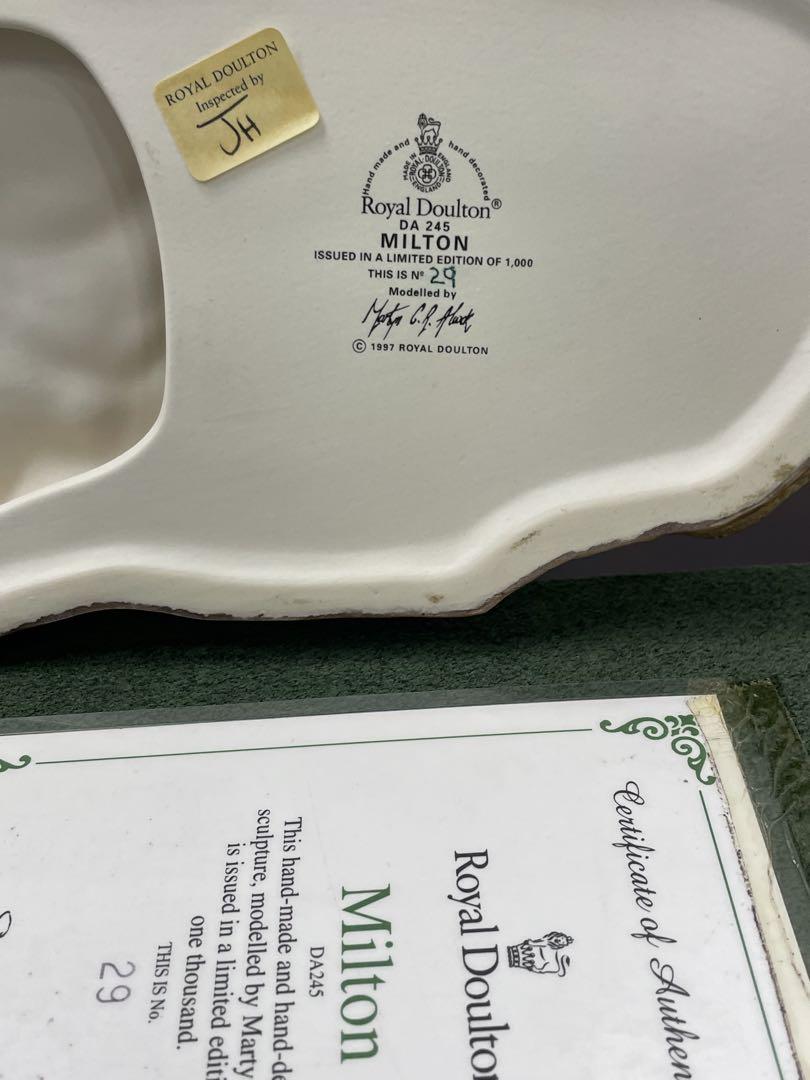 ROYAL DOULTON
Inspected by
JH
Hand made and hand decorated
MADE IN ENGLAND
ROYAL·DOULTON
ENGLAND
Royal Doulton®
DA 245
MILTON
ISSUED IN A LIMITED EDITION OF 1,000
THIS IS Nº 29
Modelled by
© 1997 ROYAL DOULTON
Certificate of Authen
Royal Doulton
Milton
DA245
This hand-made and hand-de
sculpture, modelled by Marty
is issued in a limited editi
one thousand.
THIS IS No.
29